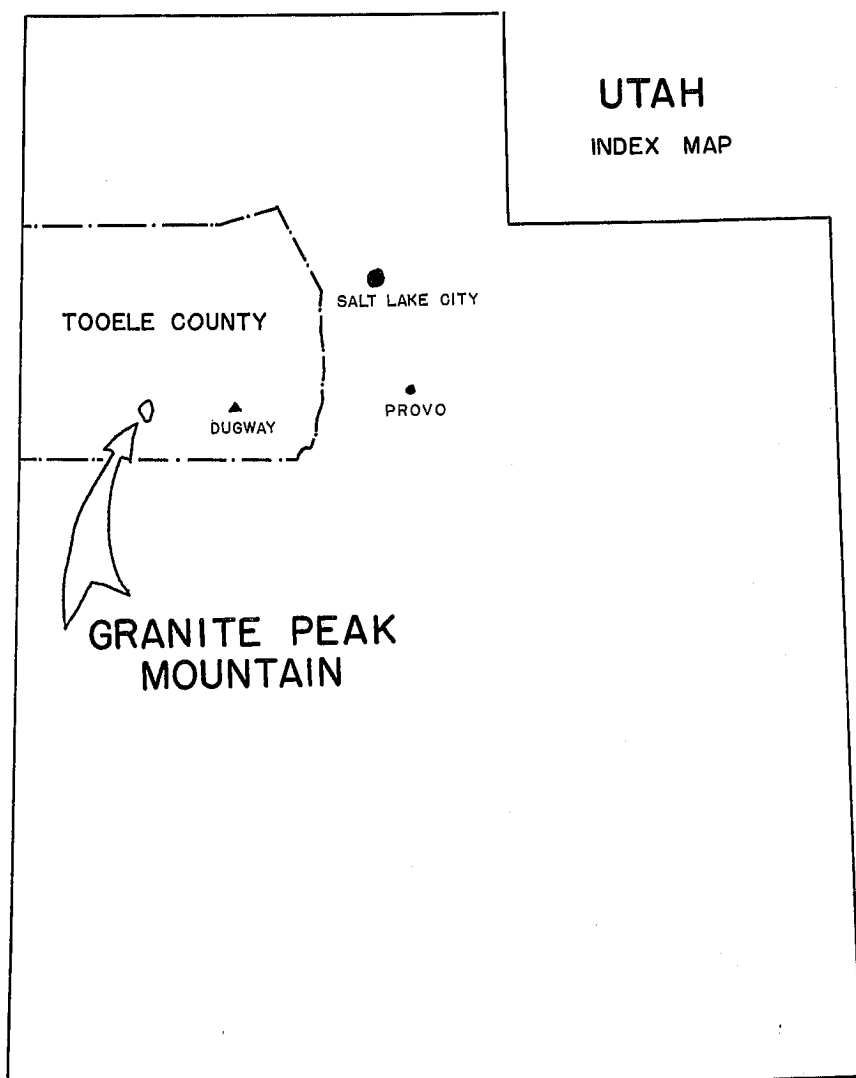 UTAH
INDEX MAP
SALT LAKE CITY
TOOELE COUNTY
PROVO
DUGWAY
GRANITE PEAK
MOUNTAIN